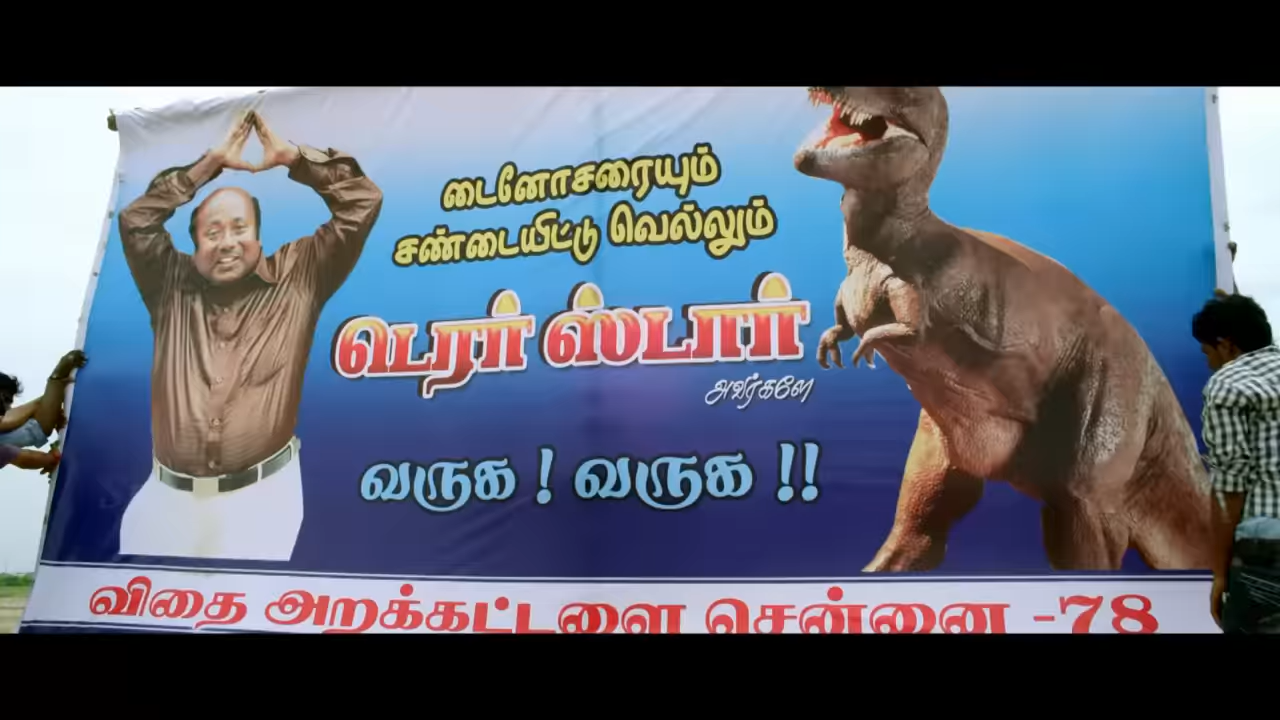 டைனோசரையும்
சண்டையிட்டு வெல்லும்
டெரர் ஸ்டார்
அவர்களே
வருக ! வருக !!
விதை அறக்கட்டளை சென்னை -78